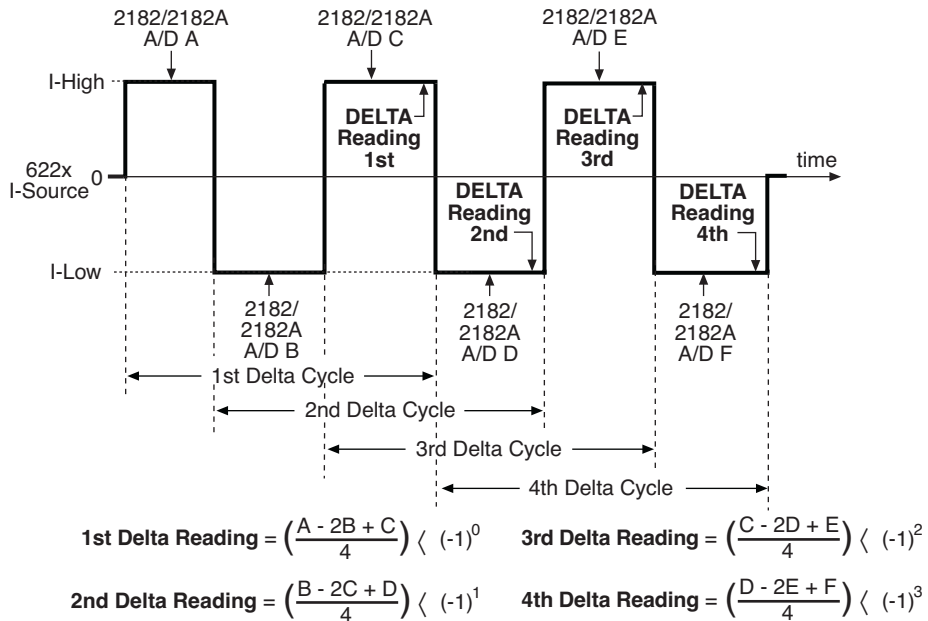 2182/2182A
A/D A
2182/2182A
A/D C
2182/2182A
A/D E
I-High
DELTA
Reading
1st
DELTA
Reading
3rd
622x
I-Source
0
time
DELTA
Reading
2nd
DELTA
Reading
4th
I-Low
2182/
2182A
A/D B
2182/
2182A
A/D D
2182/
2182A
A/D F
1st Delta Cycle
2nd Delta Cycle
3rd Delta Cycle
4th Delta Cycle
1st Delta Reading = (A - 2B + C / 4) 〈 (-1)^0
3rd Delta Reading = (C - 2D + E / 4) 〈 (-1)^2
2nd Delta Reading = (B - 2C + D / 4) 〈 (-1)^1
4th Delta Reading = (D - 2E + F / 4) 〈 (-1)^3